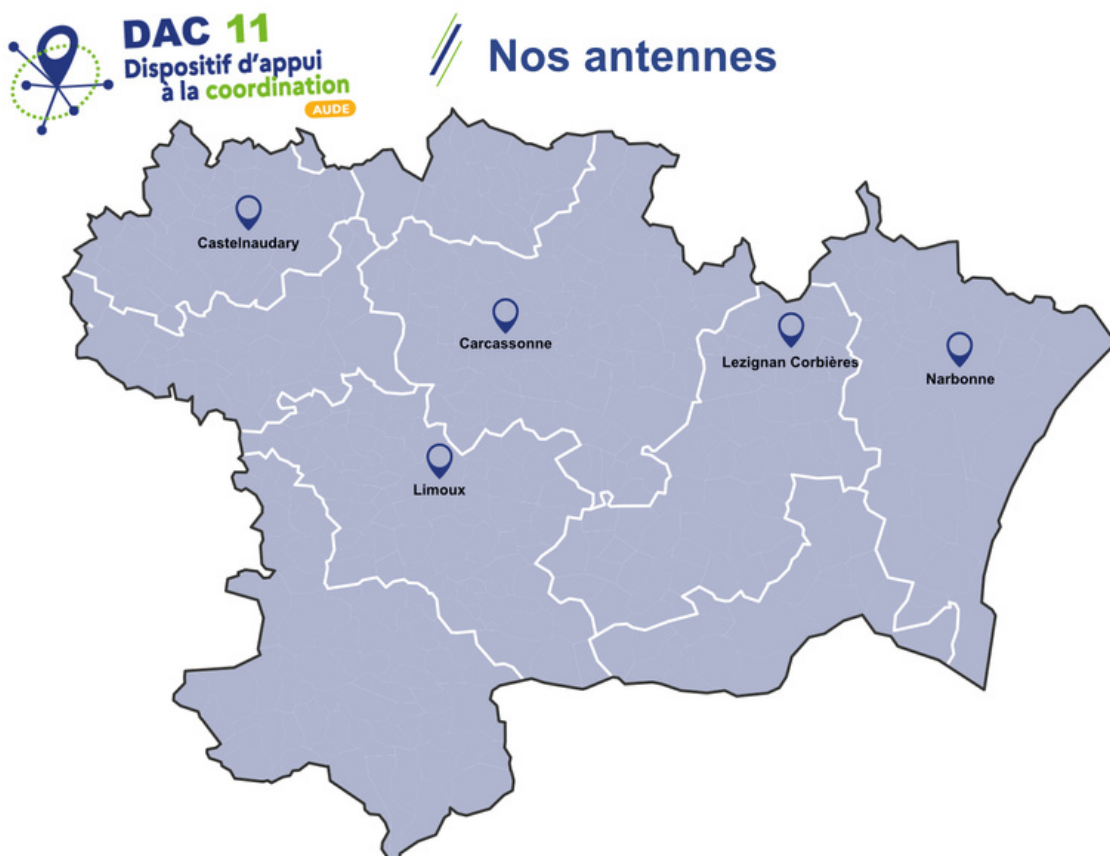 DAC 11
Dispositif d'appui
à la coordination
AUDE
Nos antennes
Castelnaudary
Carcassonne
Lezignan Corbières
Narbonne
Limoux